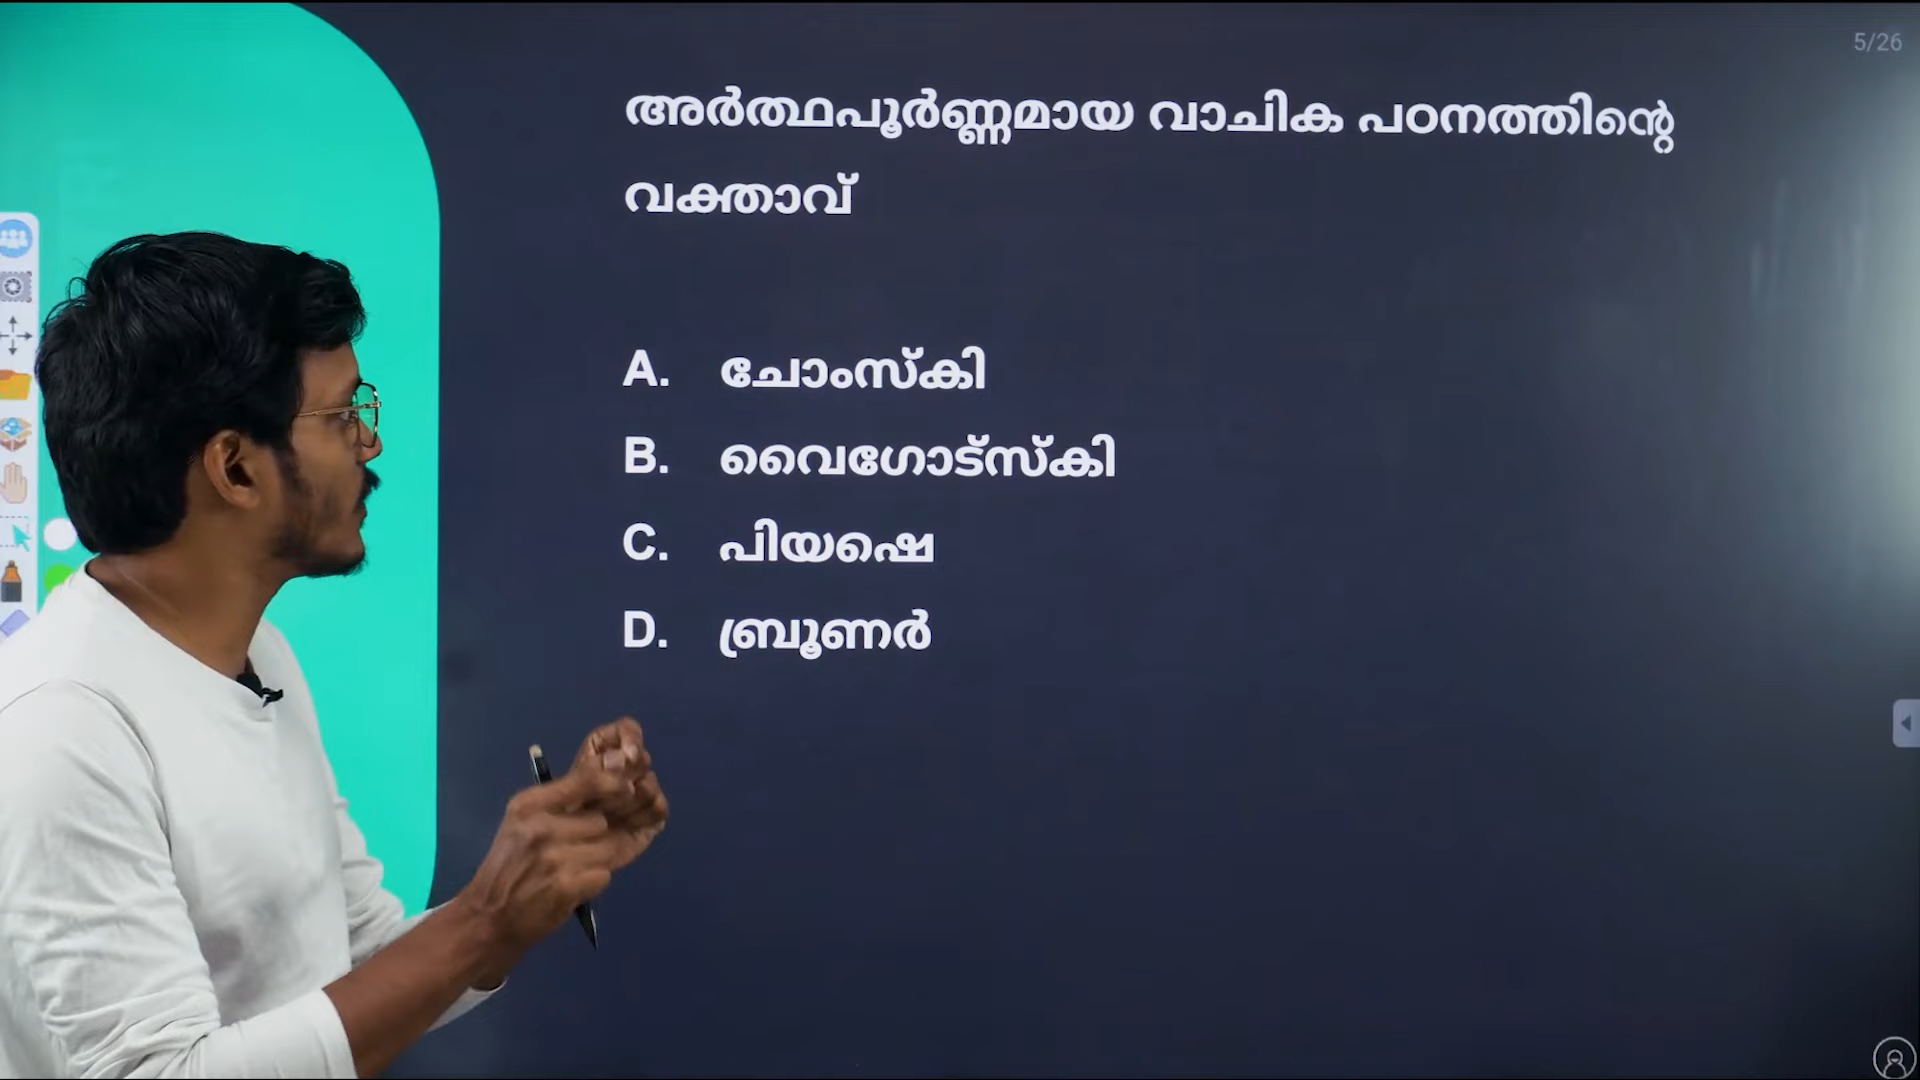 5/26
അർത്ഥപൂർണ്ണമായ വാചിക പഠനത്തിന്റെ
വക്താവ്
A. ചോംസ്കി
B. വൈഗോട്സ്കി
C. പിയഷെ
D. ബ്രൂണർ